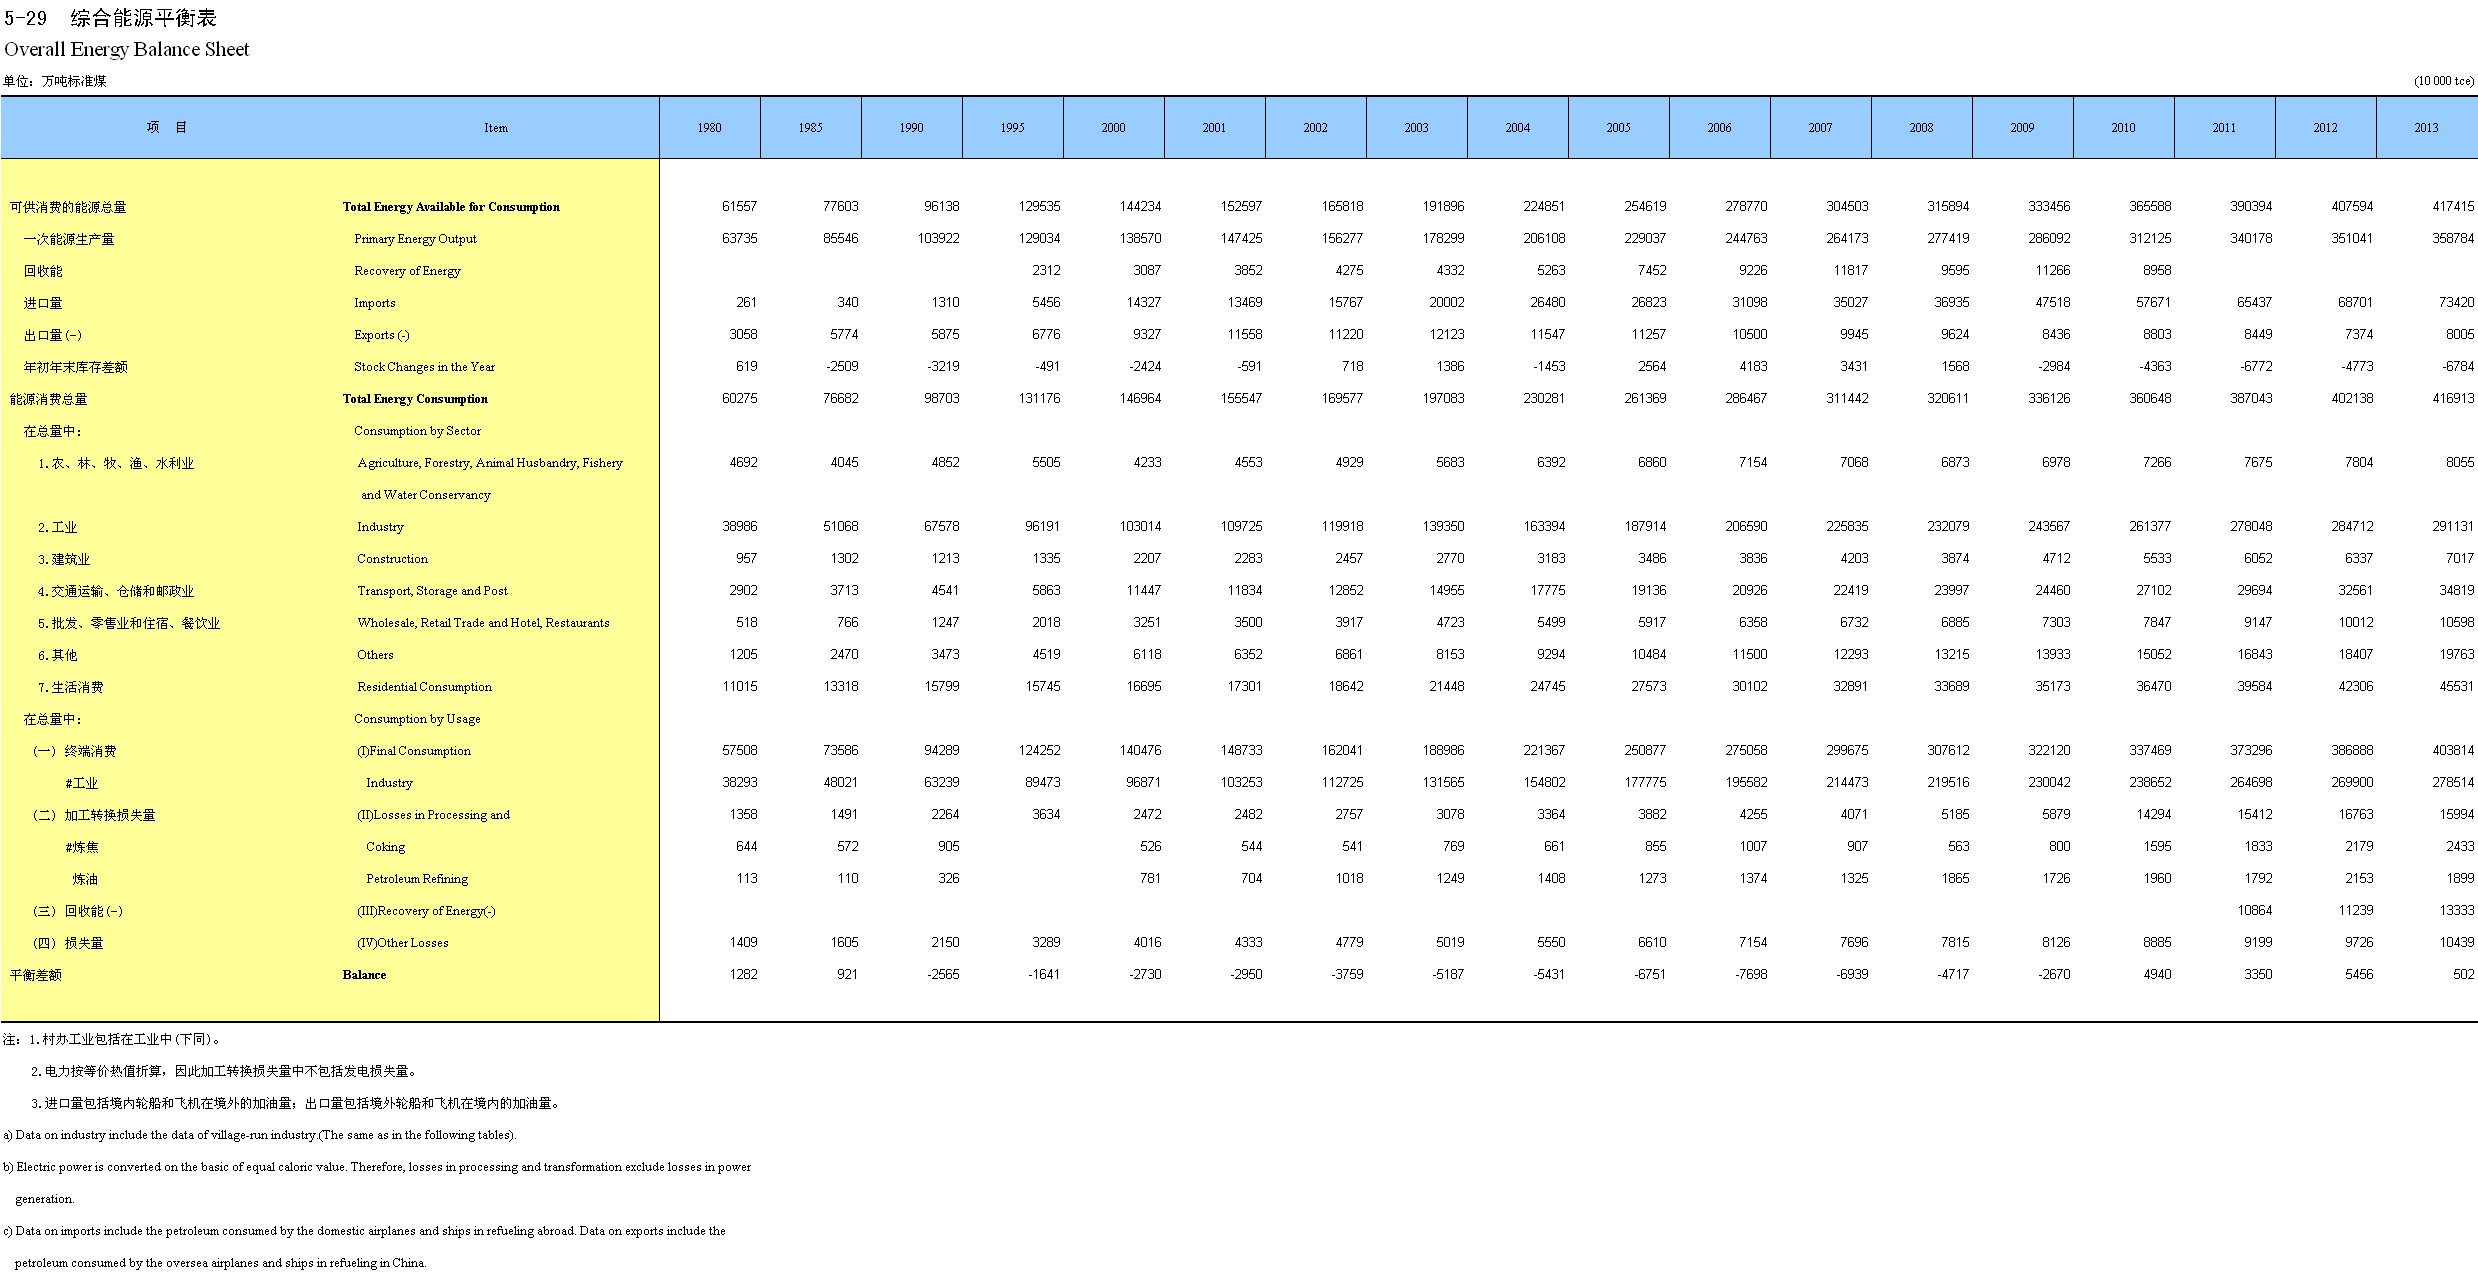 5-29 综合能源平衡表
Overall Energy Balance Sheet
单位：万吨标准煤 (10 000 tce)
项 目 Item 1980 1985 1990 1995 2000 2001 2002 2003 2004 2005 2006 2007 2008 2009 2010 2011 2012 2013
可供消费的能源总量 Total Energy Available for Consumption 61557 77603 96138 129535 144234 152597 165818 191896 224851 254619 278770 304503 315894 333456 365588 390394 407594 417415
一次能源生产量 Primary Energy Output 63735 85546 103922 129034 138570 147425 156277 178299 206108 229037 244763 264173 277419 286092 312125 340178 351041 358784
回收能 Recovery of Energy 2312 3087 3852 4275 4332 5263 7452 9226 11817 9595 11266 8958
进口量 Imports 261 340 1310 5456 14327 13469 15767 20002 26480 26823 31098 35027 36935 47518 57671 65437 68701 73420
出口量(-) Exports (-) 3058 5774 5875 6776 9327 11558 11220 12123 11547 11257 10500 9945 9624 8436 8803 8449 7374 8005
年初年末库存差额 Stock Changes in the Year 619 -2509 -3219 -491 -2424 -591 718 1386 -1453 2564 4183 3431 1568 -2984 -4363 -6772 -4773 -6784
能源消费总量 Total Energy Consumption 60275 76682 98703 131176 146964 155547 169577 197083 230281 261369 286467 311442 320611 336126 360648 387043 402138 416913
在总量中： Consumption by Sector
1.农、林、牧、渔、水利业 Agriculture, Forestry, Animal Husbandry, Fishery 4692 4045 4852 5505 4233 4553 4929 5683 6392 6860 7154 7068 6873 6978 7266 7675 7804 8055
and Water Conservancy
2.工业 Industry 38986 51068 67578 96191 103014 109725 119918 139350 163394 187914 206590 225835 232079 243567 261377 278048 284712 291131
3.建筑业 Construction 957 1302 1213 1335 2207 2283 2457 2770 3183 3486 3836 4203 3874 4712 5533 6052 6337 7017
4.交通运输、仓储和邮政业 Transport, Storage and Post 2902 3713 4541 5863 11447 11834 12852 14955 17775 19136 20926 22419 23997 24460 27102 29694 32561 34819
5.批发、零售业和住宿、餐饮业 Wholesale, Retail Trade and Hotel, Restaurants 518 766 1247 2018 3251 3500 3917 4723 5499 5917 6358 6732 6885 7303 7847 9147 10012 10598
6.其他 Others 1205 2470 3473 4519 6118 6352 6861 8153 9294 10484 11500 12293 13215 13933 15052 16843 18407 19763
7.生活消费 Residential Consumption 11015 13318 15799 15745 16695 17301 18642 21448 24745 27573 30102 32891 33689 35173 36470 39584 42306 45531
在总量中： Consumption by Usage
(一) 终端消费 (I)Final Consumption 57508 73586 94289 124252 140476 148733 162041 188986 221367 250877 275058 299675 307612 322120 337469 373296 386888 403814
#工业 Industry 38293 48021 63239 89473 96871 103253 112725 131565 154802 177775 195582 214473 219516 230042 238652 264698 269900 278514
(二) 加工转换损失量 (II)Losses in Processing and 1358 1491 2264 3634 2472 2482 2757 3078 3364 3882 4255 4071 5185 5879 14294 15412 16763 15994
#炼焦 Coking 644 572 905 526 544 541 769 661 855 1007 907 563 800 1595 1833 2179 2433
炼油 Petroleum Refining 113 110 326 781 704 1018 1249 1408 1273 1374 1325 1865 1726 1960 1792 2153 1899
(三) 回收能(-) (III)Recovery of Energy(-) 10864 11239 13333
(四) 损失量 (IV)Other Losses 1409 1605 2150 3289 4016 4333 4779 5019 5550 6610 7154 7696 7815 8126 8885 9199 9726 10439
平衡差额 Balance 1282 921 -2565 -1641 -2730 -2950 -3759 -5187 -5431 -6751 -7698 -6939 -4717 -2670 4940 3350 5456 502
注：1.村办工业包括在工业中(下同)。
2.电力按等价热值折算，因此加工转换损失量中不包括发电损失量。
3.进口量包括境内轮船和飞机在境外的加油量；出口量包括境外轮船和飞机在境内的加油量。
a) Data on industry include the data of village-run industry.(The same as in the following tables).
b) Electric power is converted on the basic of equal caloric value. Therefore, losses in processing and transformation exclude losses in power
generation.
c) Data on imports include the petroleum consumed by the domestic airplanes and ships in refueling abroad. Data on exports include the
petroleum consumed by the oversea airplanes and ships in refueling in China.